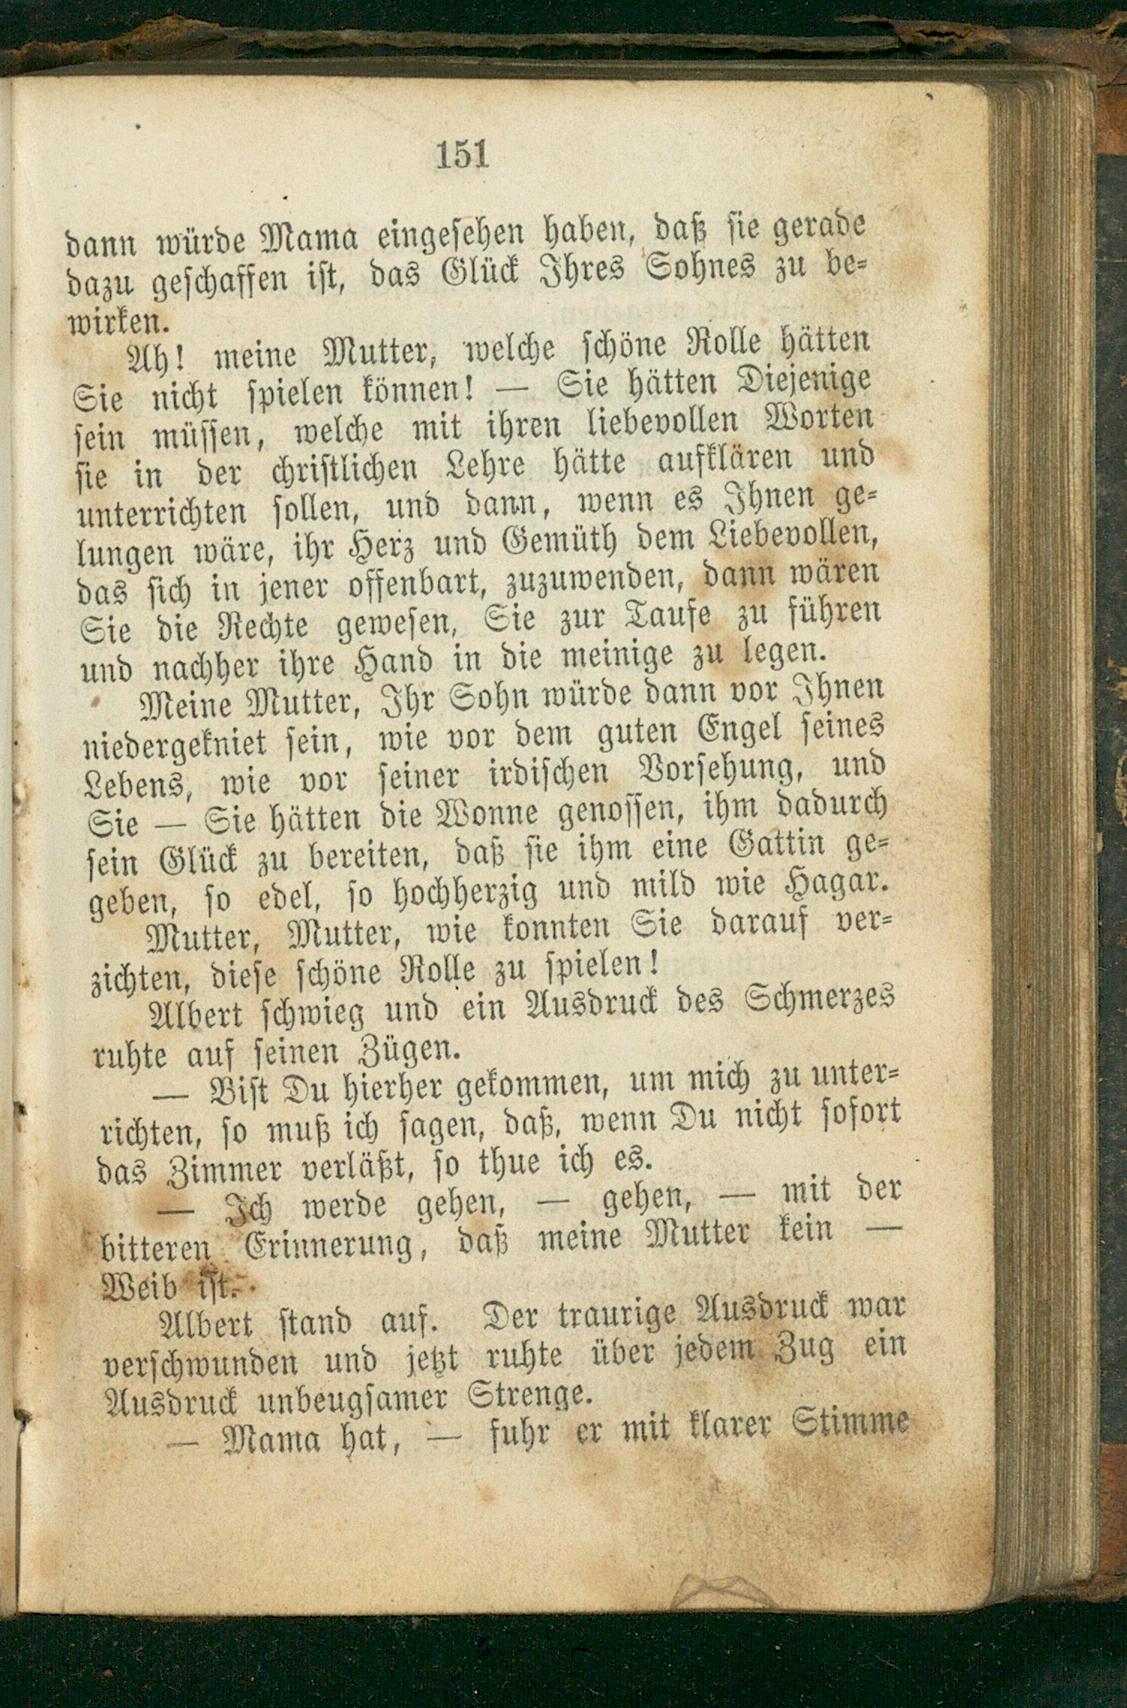 151
dann würde Mama eingesehen haben, daß sie gerade
dazu geschaffen ist, das Glück Ihres Sohnes zu be-
wirken.
Ah! meine Mutter, welche schöne Rolle hätten
Sie nicht spielen können! — Sie hätten Diejenige
sein müssen, welche mit ihren liebevollen Worten
sie in der christlichen Lehre hätte aufklären und
unterrichten sollen, und dann, wenn es Ihnen ge-
lungen wäre, ihr Herz und Gemüth dem Liebevollen,
das sich in jener offenbart, zuzuwenden, dann wären
Sie die Rechte gewesen, Sie zur Taufe zu führen
und nachher ihre Hand in die meinige zu legen.
Meine Mutter, Ihr Sohn würde dann vor Ihnen
niedergekniet sein, wie vor dem guten Engel seines
Lebens, wie vor seiner irdischen Vorsehung, und
Sie — Sie hätten die Wonne genossen, ihm dadurch
sein Glück zu bereiten, daß sie ihm eine Gattin ge-
geben, so edel, so hochherzig und mild wie Hagar.
Mutter, Mutter, wie konnten Sie darauf ver-
zichten, diese schöne Rolle zu spielen!
Albert schwieg und ein Ausdruck des Schmerzes
ruhte auf seinen Zügen.
— Bist Du hierher gekommen, um mich zu unter-
richten, so muß ich sagen, daß, wenn Du nicht sofort
das Zimmer verläßt, so thue ich es.
— Ich werde gehen, — gehen, — mit der
bitteren Erinnerung, daß meine Mutter kein —
Weib ist.
Albert stand auf. Der traurige Ausdruck war
verschwunden und jetzt ruhte über jedem Zug ein
Ausdruck unbeugsamer Strenge.
— Mama hat, — fuhr er mit klarer Stimme